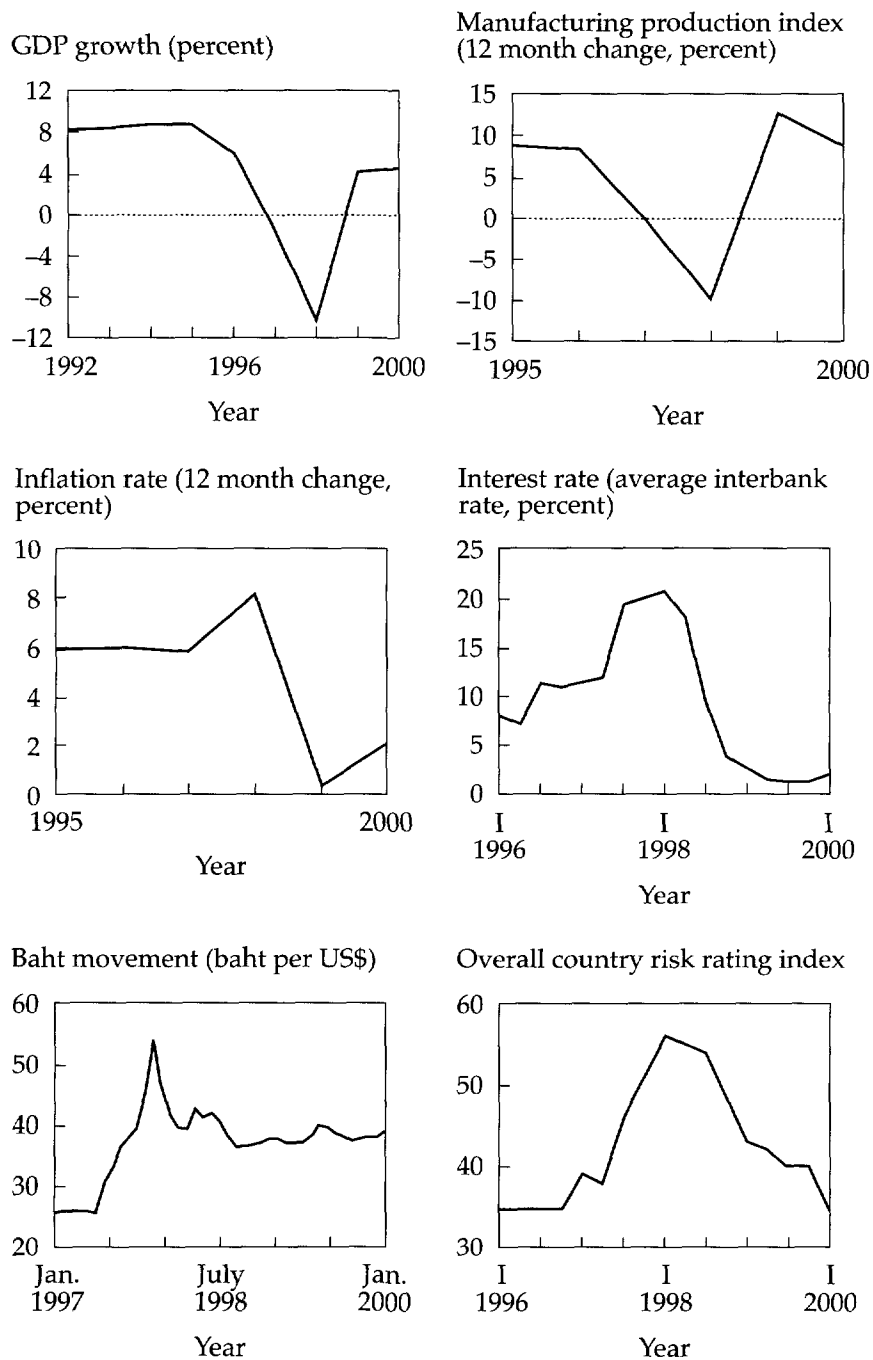 GDP growth (percent)
12
8
4
0
–4
–8
–12
1992
1996
2000
Year
Manufacturing production index
(12 month change, percent)
15
10
5
0
–5
–10
–15
1995
2000
Year
Inflation rate (12 month change,
percent)
10
8
6
4
2
0
1995
2000
Year
Interest rate (average interbank
rate, percent)
25
20
15
10
5
0
I
1996
I
1998
I
2000
Year
Baht movement (baht per US$)
60
50
40
30
20
Jan.
1997
July
1998
Jan.
2000
Year
Overall country risk rating index
60
50
40
30
I
1996
I
1998
I
2000
Year